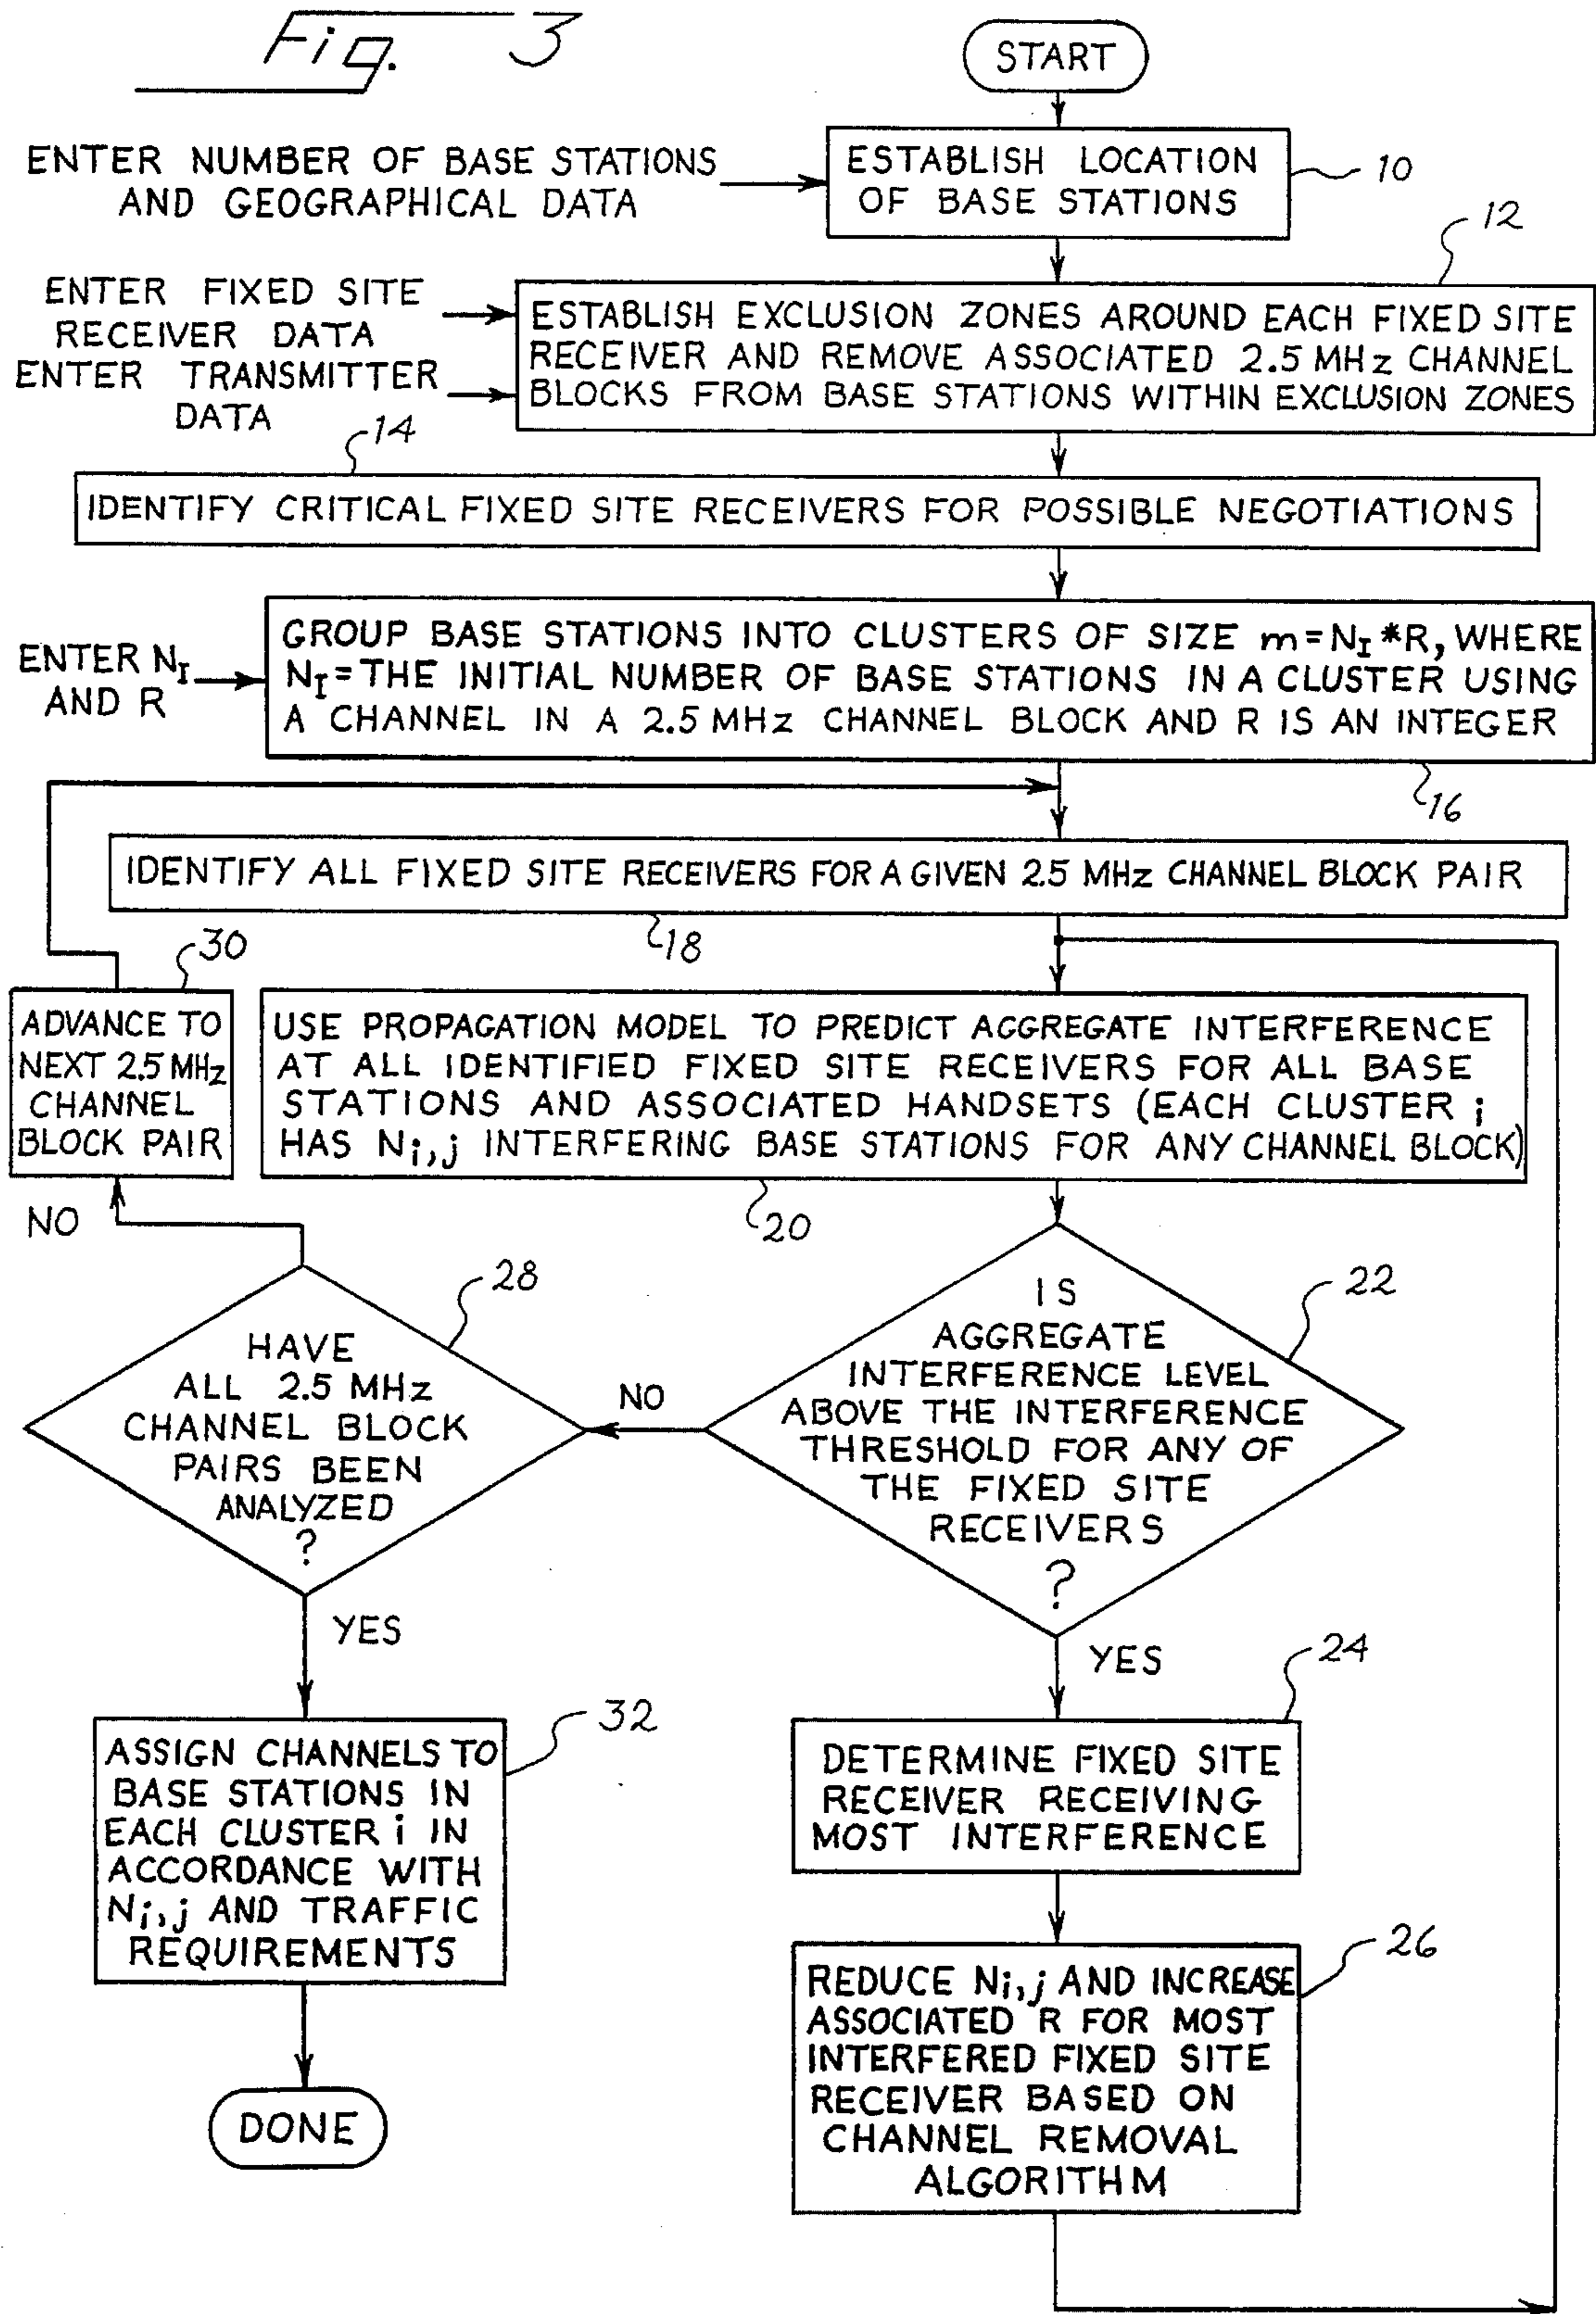 Fig. 3
START
ENTER NUMBER OF BASE STATIONS
AND GEOGRAPHICAL DATA
ESTABLISH LOCATION
OF BASE STATIONS
10
12
ENTER FIXED SITE
RECEIVER DATA
ENTER TRANSMITTER
DATA
ESTABLISH EXCLUSION ZONES AROUND EACH FIXED SITE
RECEIVER AND REMOVE ASSOCIATED 2.5 MHz CHANNEL
BLOCKS FROM BASE STATIONS WITHIN EXCLUSION ZONES
14
IDENTIFY CRITICAL FIXED SITE RECEIVERS FOR POSSIBLE NEGOTIATIONS
ENTER N_I
AND R
GROUP BASE STATIONS INTO CLUSTERS OF SIZE m=N_I*R, WHERE
N_I=THE INITIAL NUMBER OF BASE STATIONS IN A CLUSTER USING
A CHANNEL IN A 2.5 MHz CHANNEL BLOCK AND R IS AN INTEGER
16
IDENTIFY ALL FIXED SITE RECEIVERS FOR A GIVEN 2.5 MHz CHANNEL BLOCK PAIR
18
30
ADVANCE TO
NEXT 2.5 MHz
CHANNEL
BLOCK PAIR
USE PROPAGATION MODEL TO PREDICT AGGREGATE INTERFERENCE
AT ALL IDENTIFIED FIXED SITE RECEIVERS FOR ALL BASE
STATIONS AND ASSOCIATED HANDSETS (EACH CLUSTER i
HAS Ni,j INTERFERING BASE STATIONS FOR ANY CHANNEL BLOCK)
20
NO
28
HAVE
ALL 2.5 MHz
CHANNEL BLOCK
PAIRS BEEN
ANALYZED
?
NO
22
IS
AGGREGATE
INTERFERENCE LEVEL
ABOVE THE INTERFERENCE
THRESHOLD FOR ANY OF
THE FIXED SITE
RECEIVERS
?
YES
YES
24
DETERMINE FIXED SITE
RECEIVER RECEIVING
MOST INTERFERENCE
32
ASSIGN CHANNELS TO
BASE STATIONS IN
EACH CLUSTER i IN
ACCORDANCE WITH
Ni,j AND TRAFFIC
REQUIREMENTS
26
REDUCE Ni,j AND INCREASE
ASSOCIATED R FOR MOST
INTERFERED FIXED SITE
RECEIVER BASED ON
CHANNEL REMOVAL
ALGORITHM
DONE